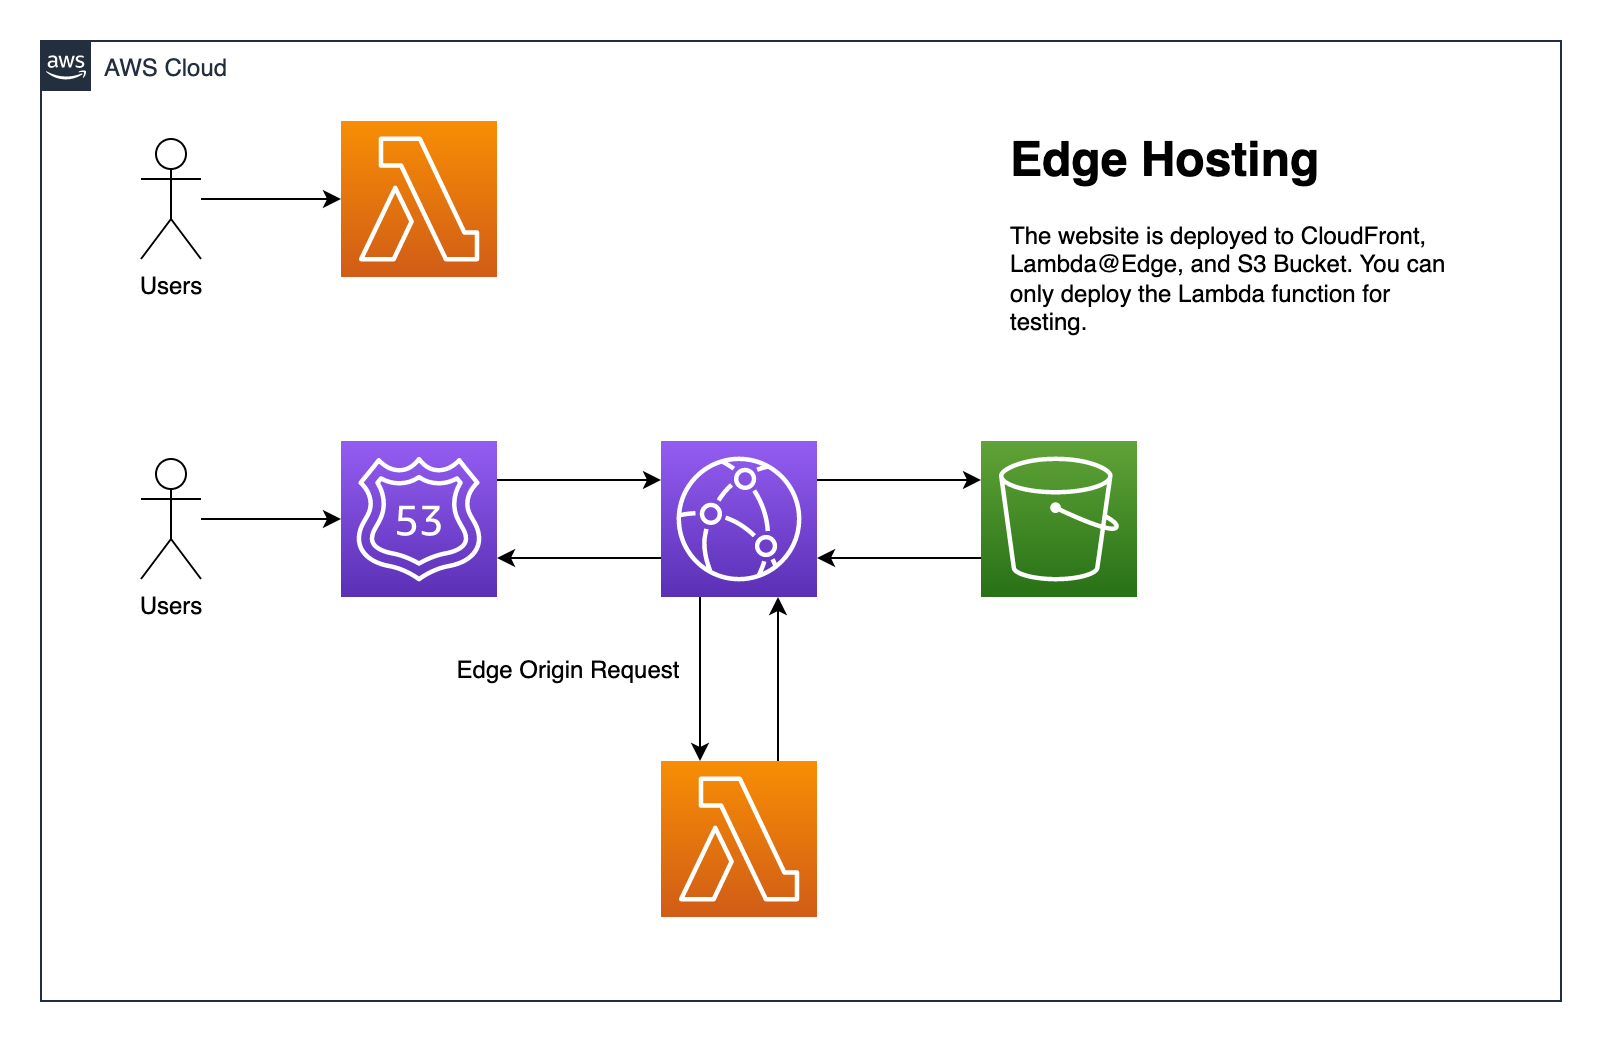 aws
AWS Cloud
Users
Edge Hosting
The website is deployed to CloudFront,
Lambda@Edge, and S3 Bucket. You can
only deploy the Lambda function for
testing.
53
Users
Edge Origin Request